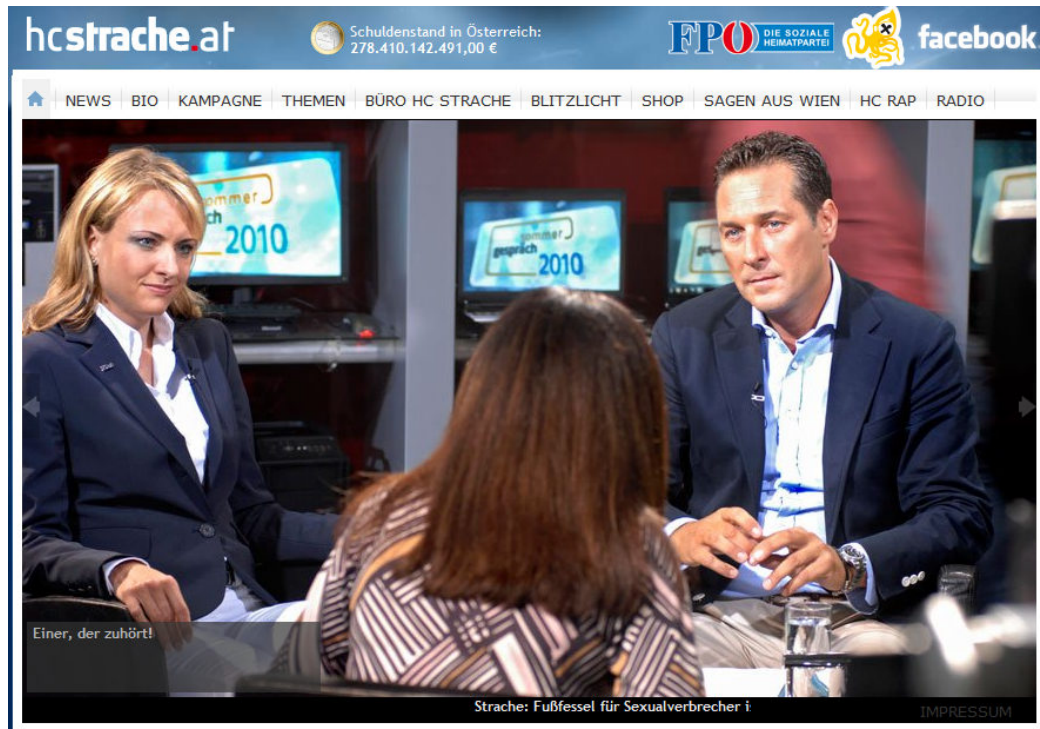 hcstrache.at
Schuldenstand in Österreich:
278.410.142.491,00 €
FPÖ DIE SOZIALE
HEIMATPARTEI
facebook.
NEWS BIO KAMPAGNE THEMEN BÜRO HC STRACHE BLITZLICHT SHOP SAGEN AUS WIEN HC RAP RADIO
ommer
ch
2010
sommer
gespräch
2010
Einer, der zuhört!
Strache: Fußfessel für Sexualverbrecher i
IMPRESSUM